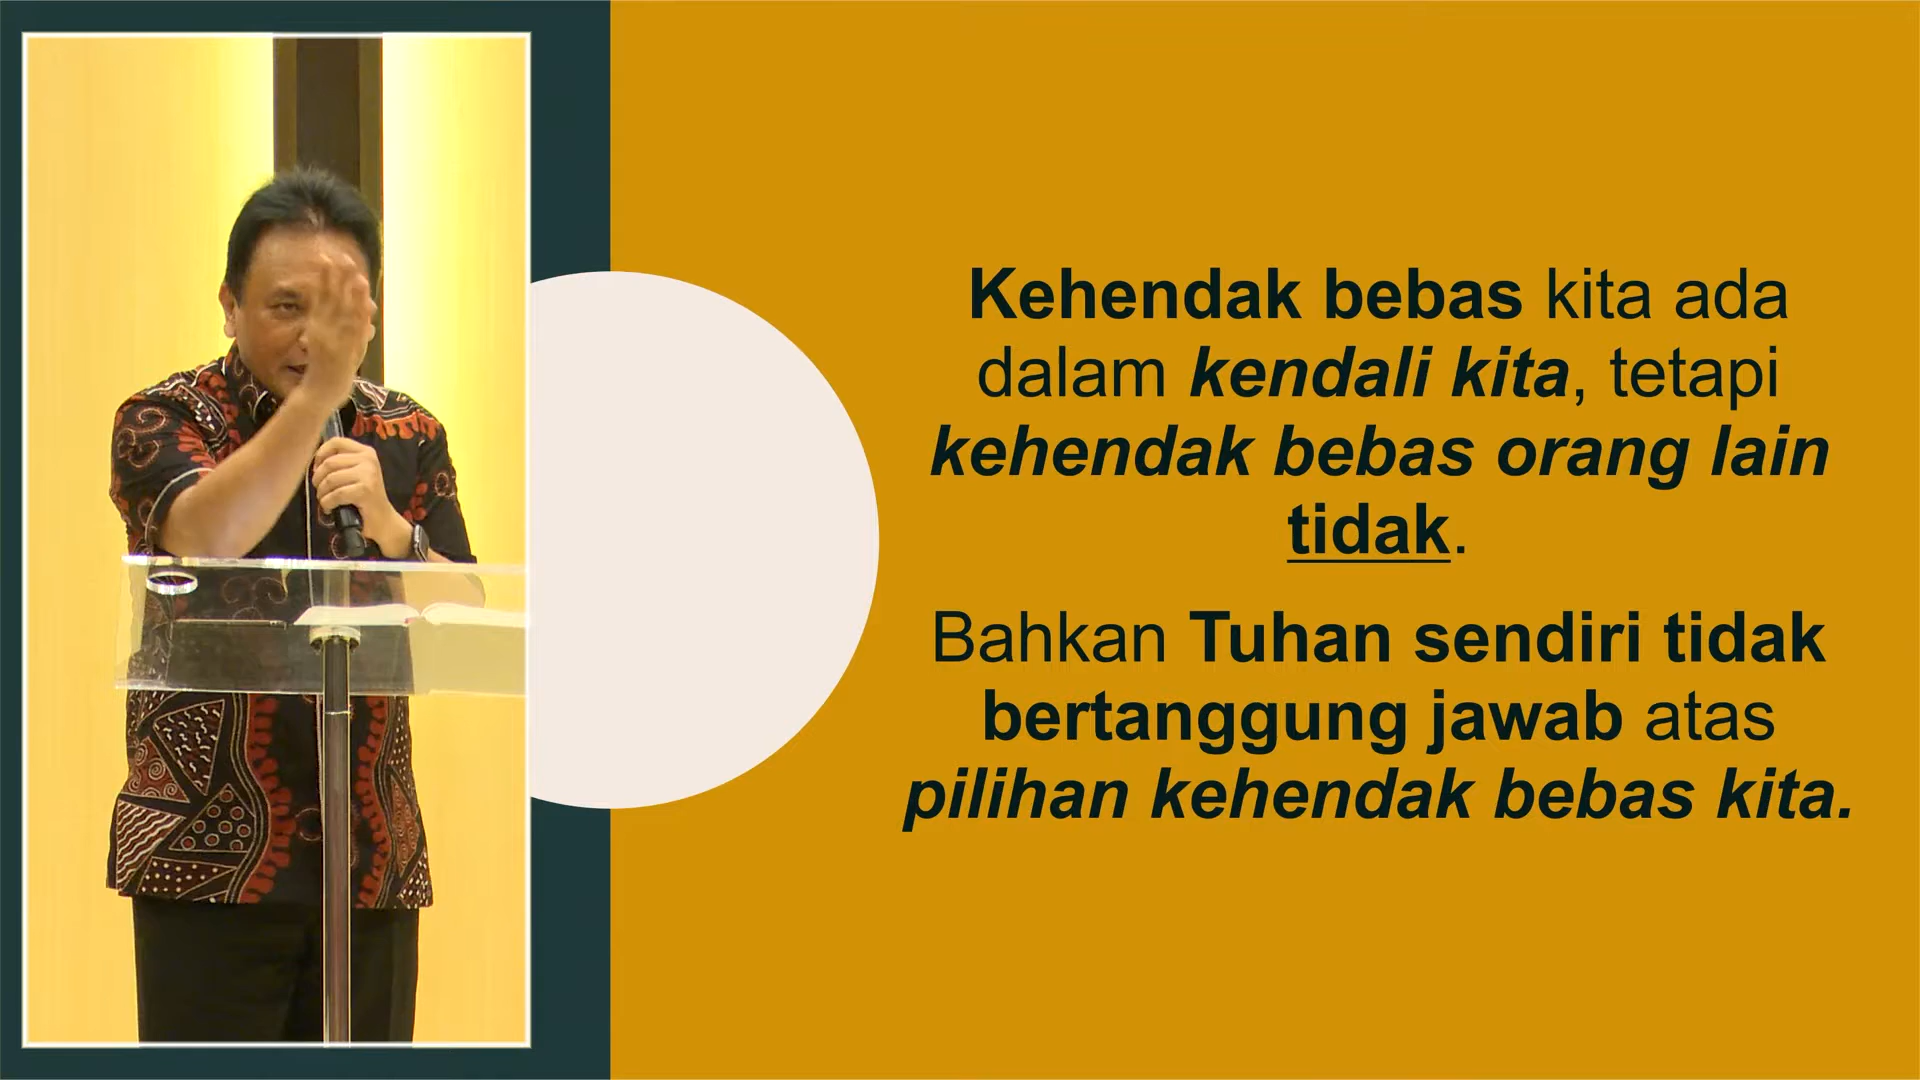 Kehendak bebas kita ada
dalam kendali kita, tetapi
kehendak bebas orang lain
tidak.
Bahkan Tuhan sendiri tidak
bertanggung jawab atas
pilihan kehendak bebas kita.